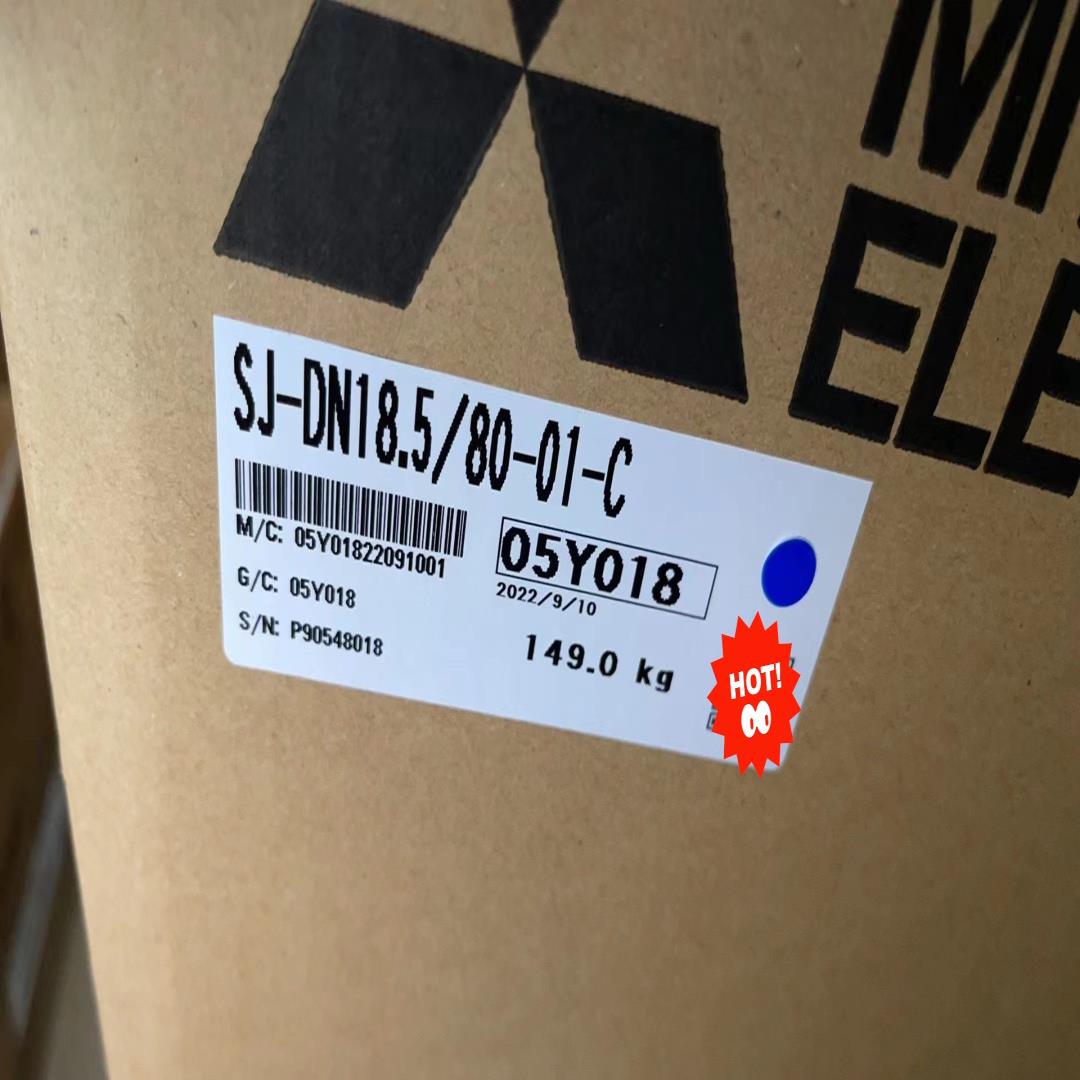 SJ-DN18.5/80-01-C
M/C: 05Y01822091001
05Y018
2022/9/10
G/C: 05Y018
S/N: P90548018
149.0 kg
HOT!